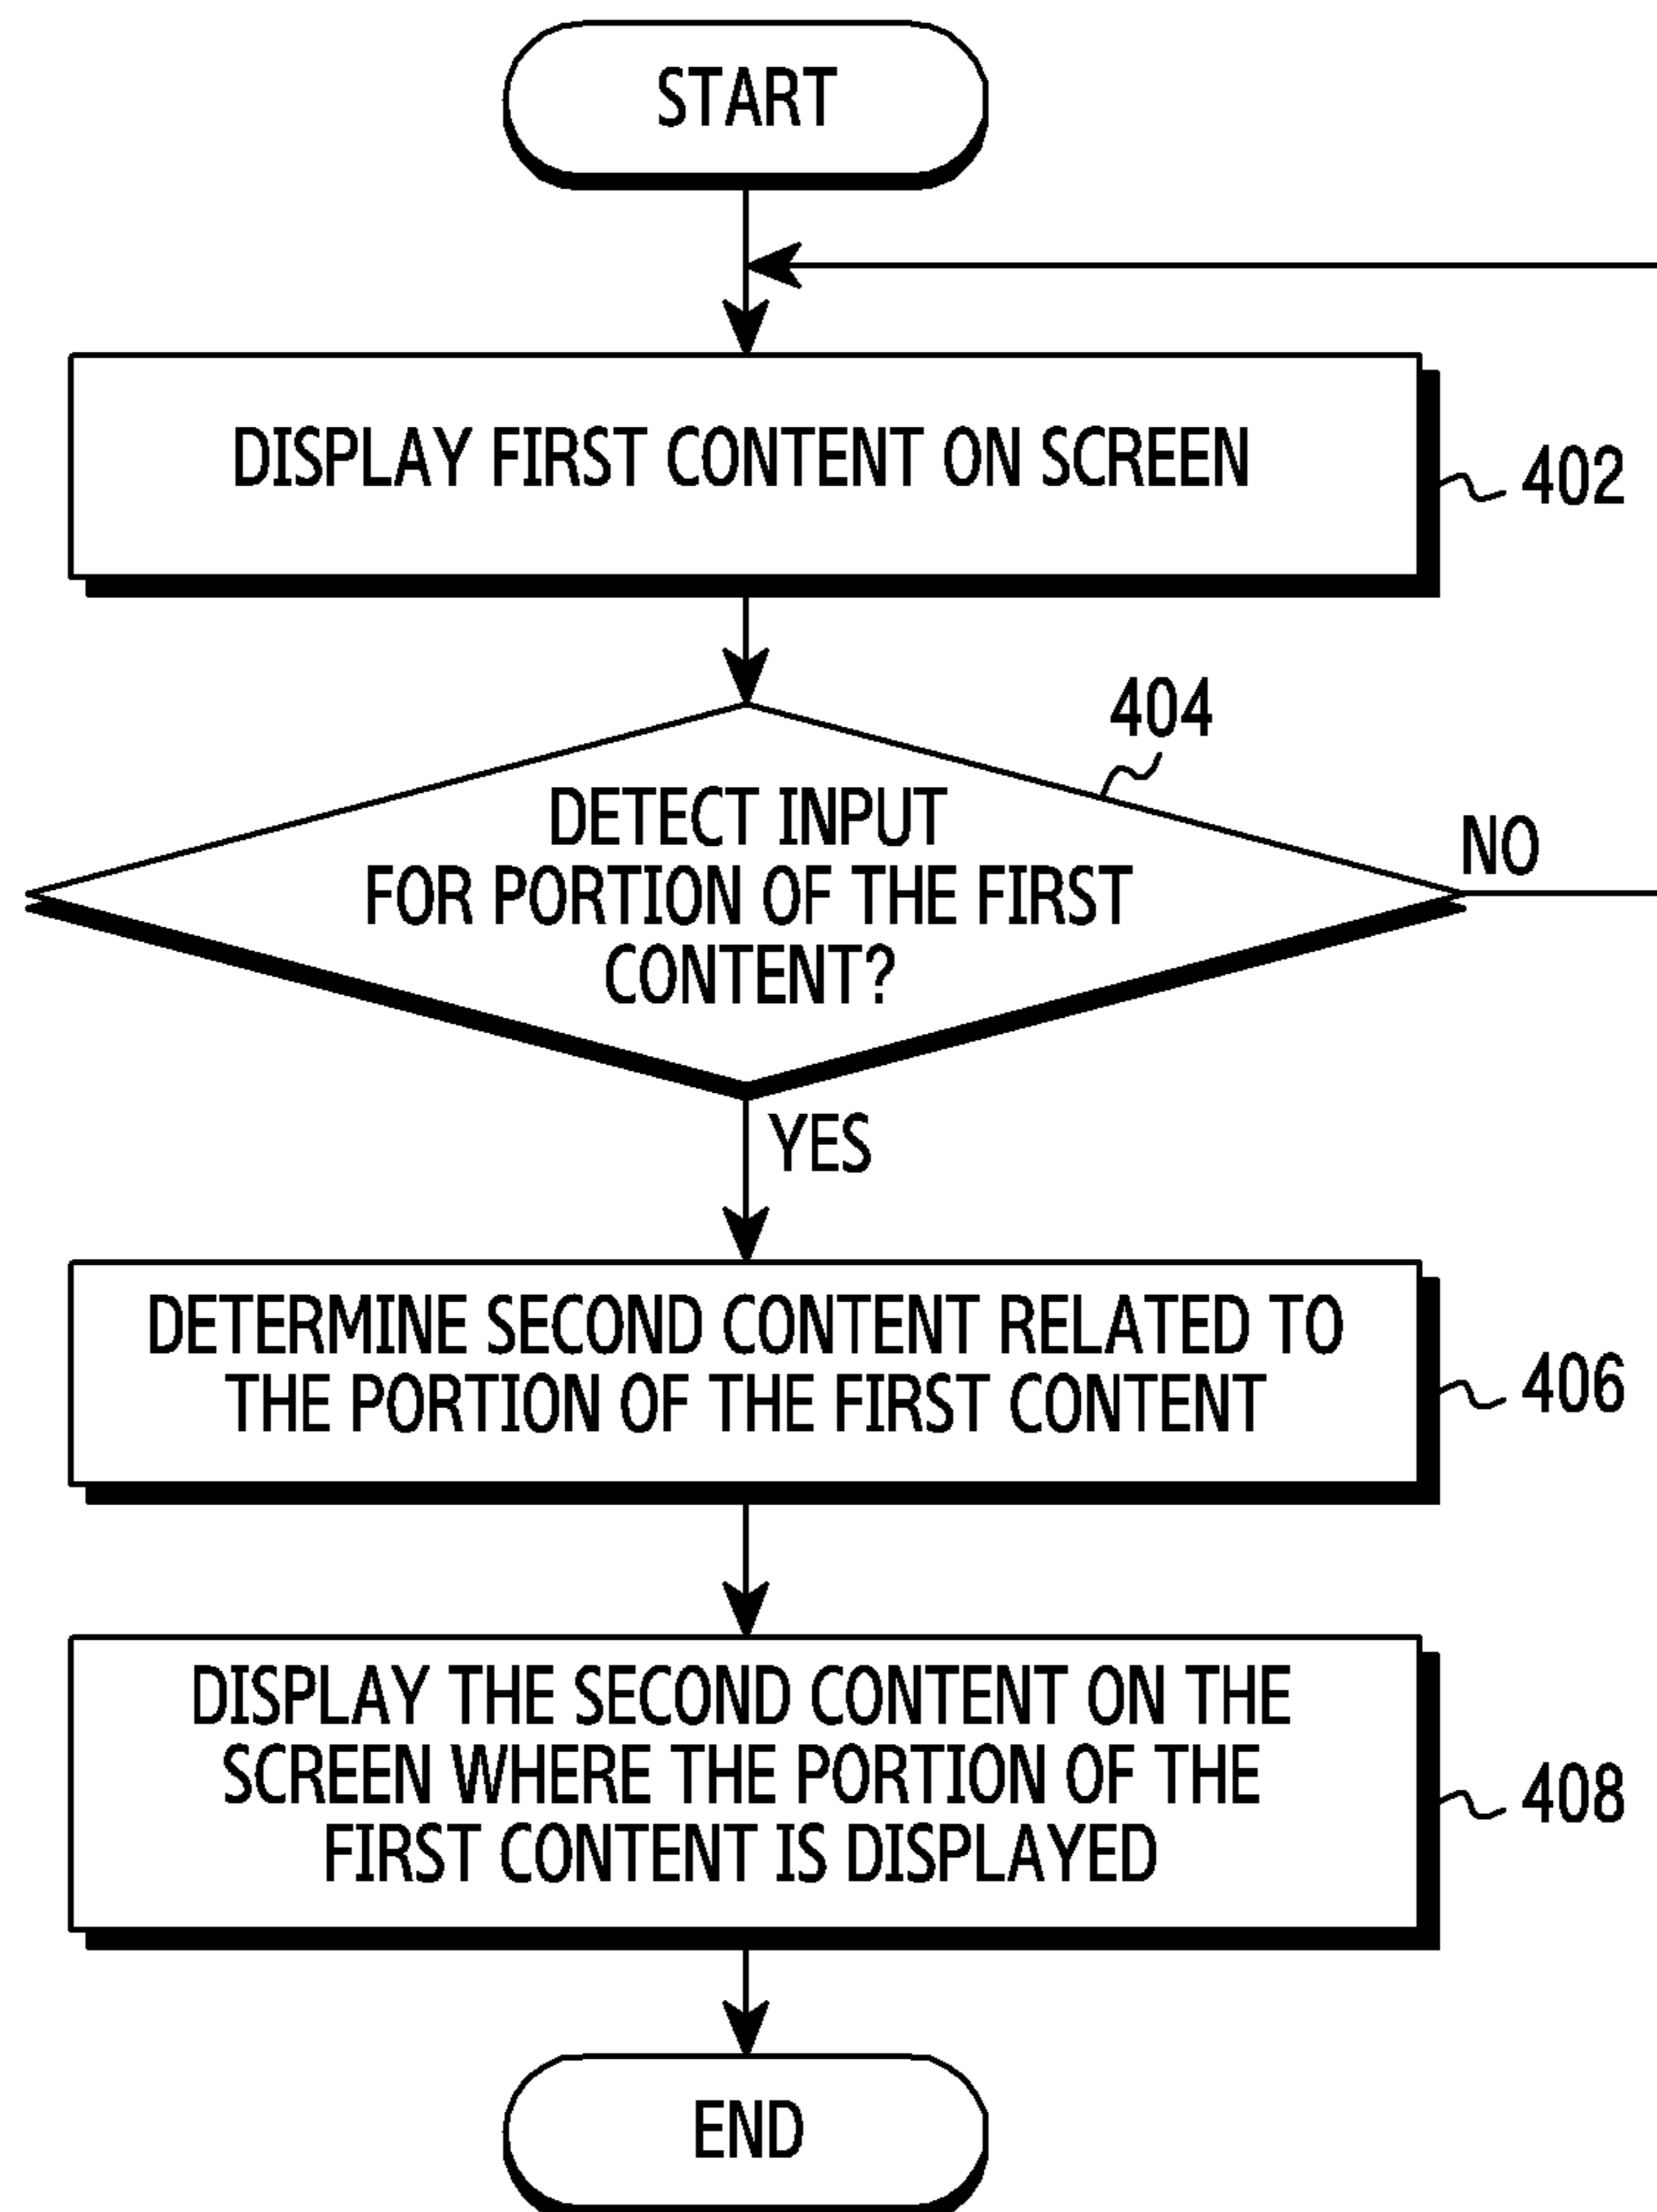 START
DISPLAY FIRST CONTENT ON SCREEN
402
404
DETECT INPUT
FOR PORTION OF THE FIRST
CONTENT?
NO
YES
DETERMINE SECOND CONTENT RELATED TO
THE PORTION OF THE FIRST CONTENT
406
DISPLAY THE SECOND CONTENT ON THE
SCREEN WHERE THE PORTION OF THE
FIRST CONTENT IS DISPLAYED
408
END